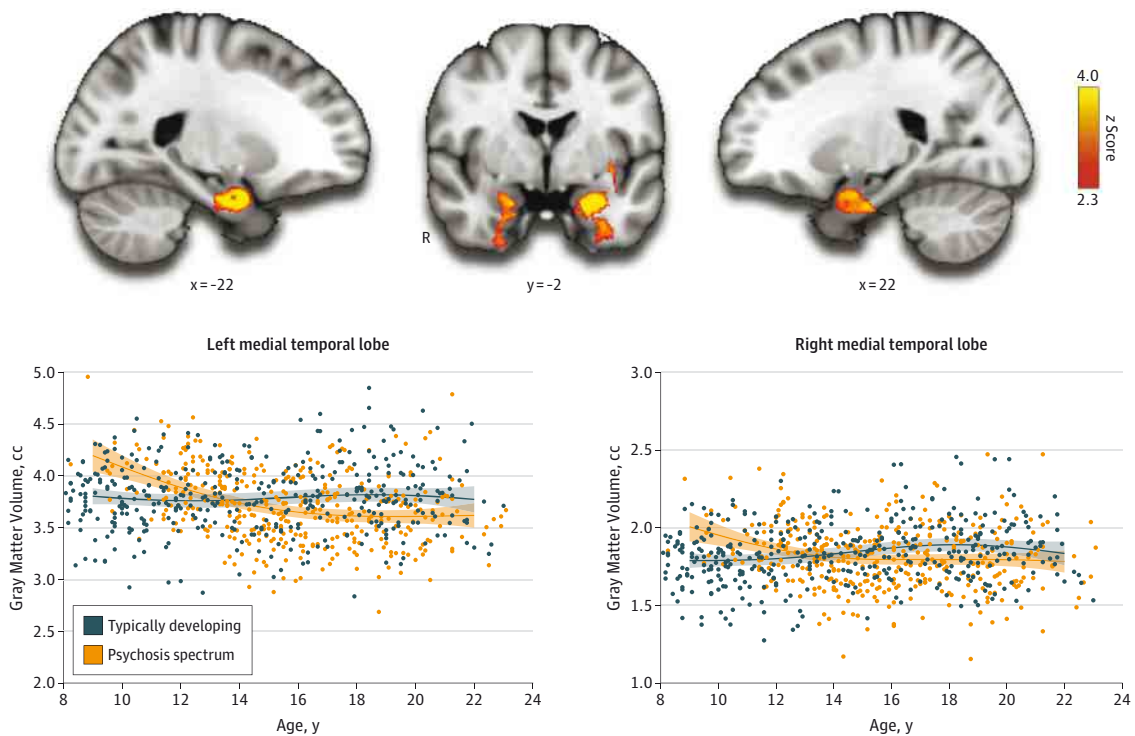 4.0
z Score
2.3
R
x = -22
y = -2
x = 22
Left medial temporal lobe
5.0
4.5
4.0
3.5
3.0
2.5
2.0
Gray Matter Volume, cc
Typically developing
Psychosis spectrum
8 10 12 14 16 18 20 22 24
Age, y
Right medial temporal lobe
3.0
2.5
2.0
1.5
1.0
Gray Matter Volume, cc
8 10 12 14 16 18 20 22 24
Age, y